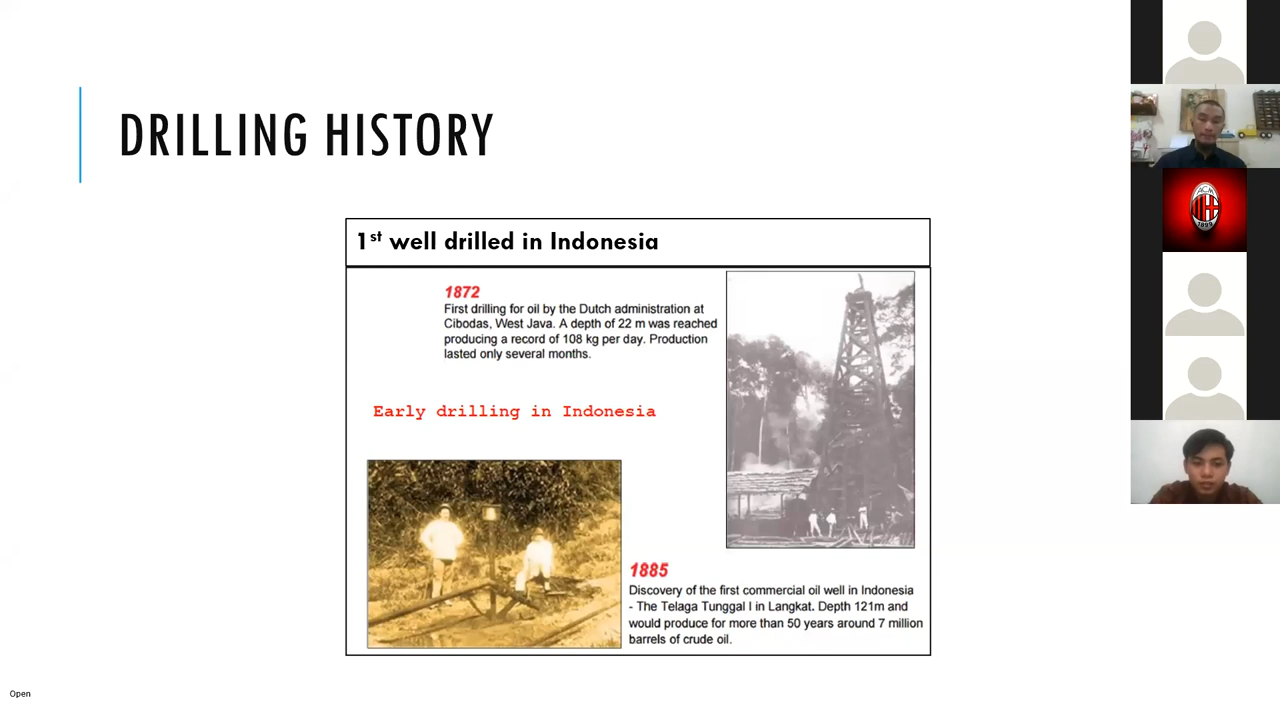 DRILLING HISTORY
1st well drilled in Indonesia
1872
First drilling for oil by the Dutch administration at
Cibodas, West Java. A depth of 22 m was reached
producing a record of 108 kg per day. Production
lasted only several months.
Early drilling in Indonesia
1885
Discovery of the first commercial oil well in Indonesia
- The Telaga Tunggal I in Langkat. Depth 121m and
would produce for more than 50 years around 7 million
barrels of crude oil.
Open
ACM
1899